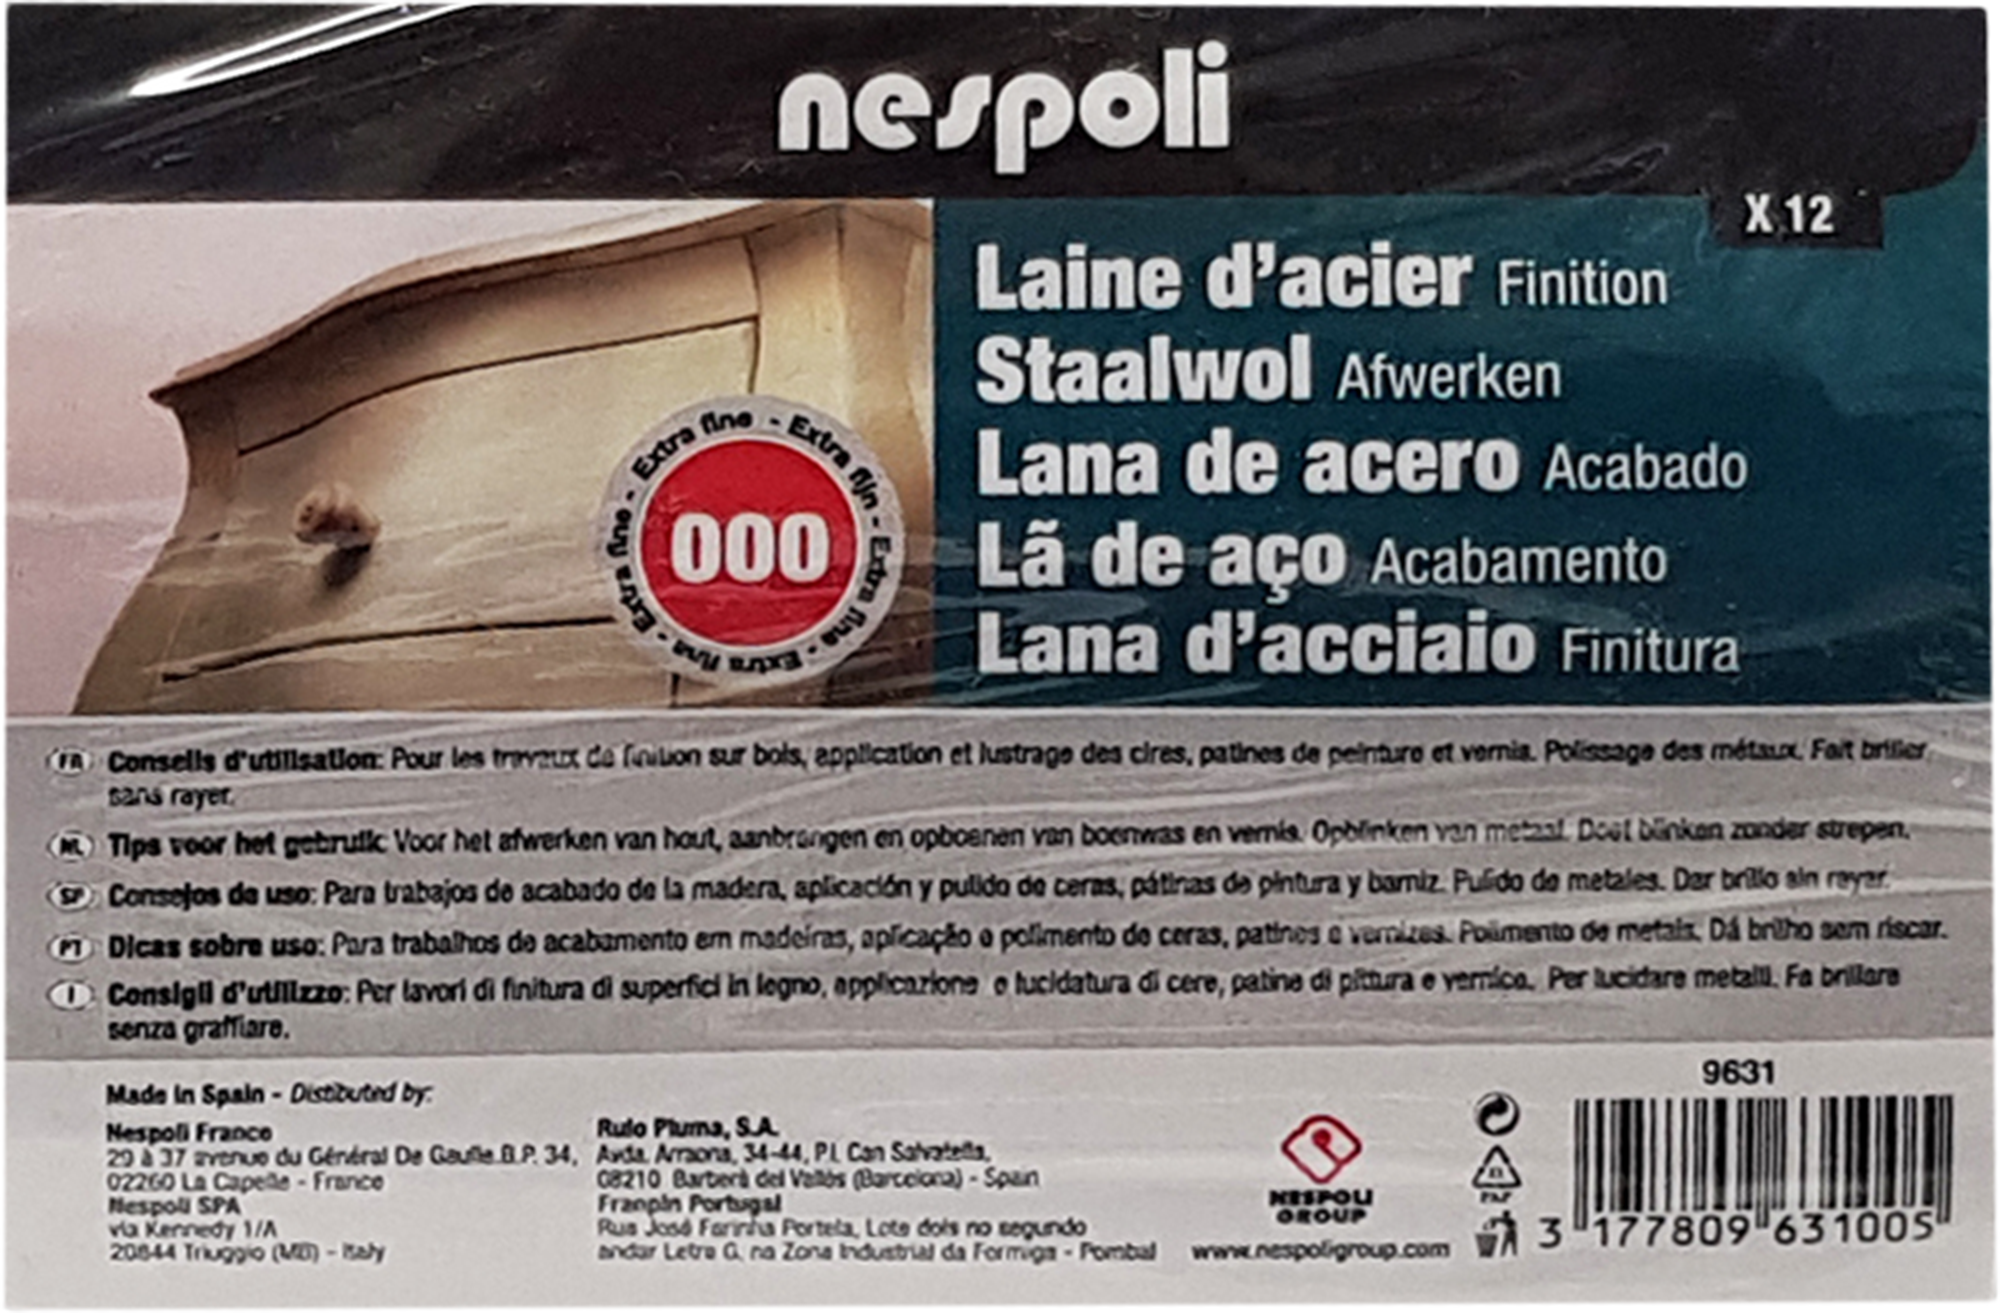 nespoli
X 12
Laine d'acier Finition
Staalwol Afwerken
Lana de acero Acabado
Lã de aço Acabamento
Lana d'acciaio Finitura
Extra fine - Extra fijn - Extra fina - Extra fina - Extra fine -
000
FR Conseils d'utilisation: Pour les travaux de finition sur bois, application et lustrage des cires, patines de peinture et vernis. Polissage des métaux. Fait briller
sans rayer.
NL Tips voor het gebruik: Voor het afwerken van hout, aanbrengen en opboenen van boenwas en vernis. Opblinken van metaal. Doet blinken zonder strepen.
SP Consejos de uso: Para trabajos de acabado de la madera, aplicación y pulido de ceras, pátinas de pintura y barniz. Pulido de metales. Dar brillo sin rayar.
PT Dicas sobre uso: Para trabalhos de acabamento em madeiras, aplicação e polimento de ceras, patines e vernizes. Polimento de metais. Dá brilho sem riscar.
I Consigli d'utilizzo: Per lavori di finitura di superfici in legno, applicazione e lucidatura di cere, patine di pittura e vernice. Per lucidare metalli. Fa brillare
senza graffiare.
Made in Spain - Distributed by:
Nespoli France
29 à 37 avenue du Général De Gaulle B.P. 34,
02260 La Capelle - France
Nespoli SPA
via Kennedy 1/A
20844 Triuggio (MB) - Italy
Rulo Pluma, S.A.
Avda. Arraona, 34-44, P.I. Can Salvatella,
08210 Barberà del Vallès (Barcelona) - Spain
Franpin Portugal
Rua José Farinha Portela, Lote dois no segundo
andar Letra G, na Zona Industrial da Formiga - Pombal
NESPOLI
GROUP
www.nespoligroup.com
PAP
9631
3 177809 631005